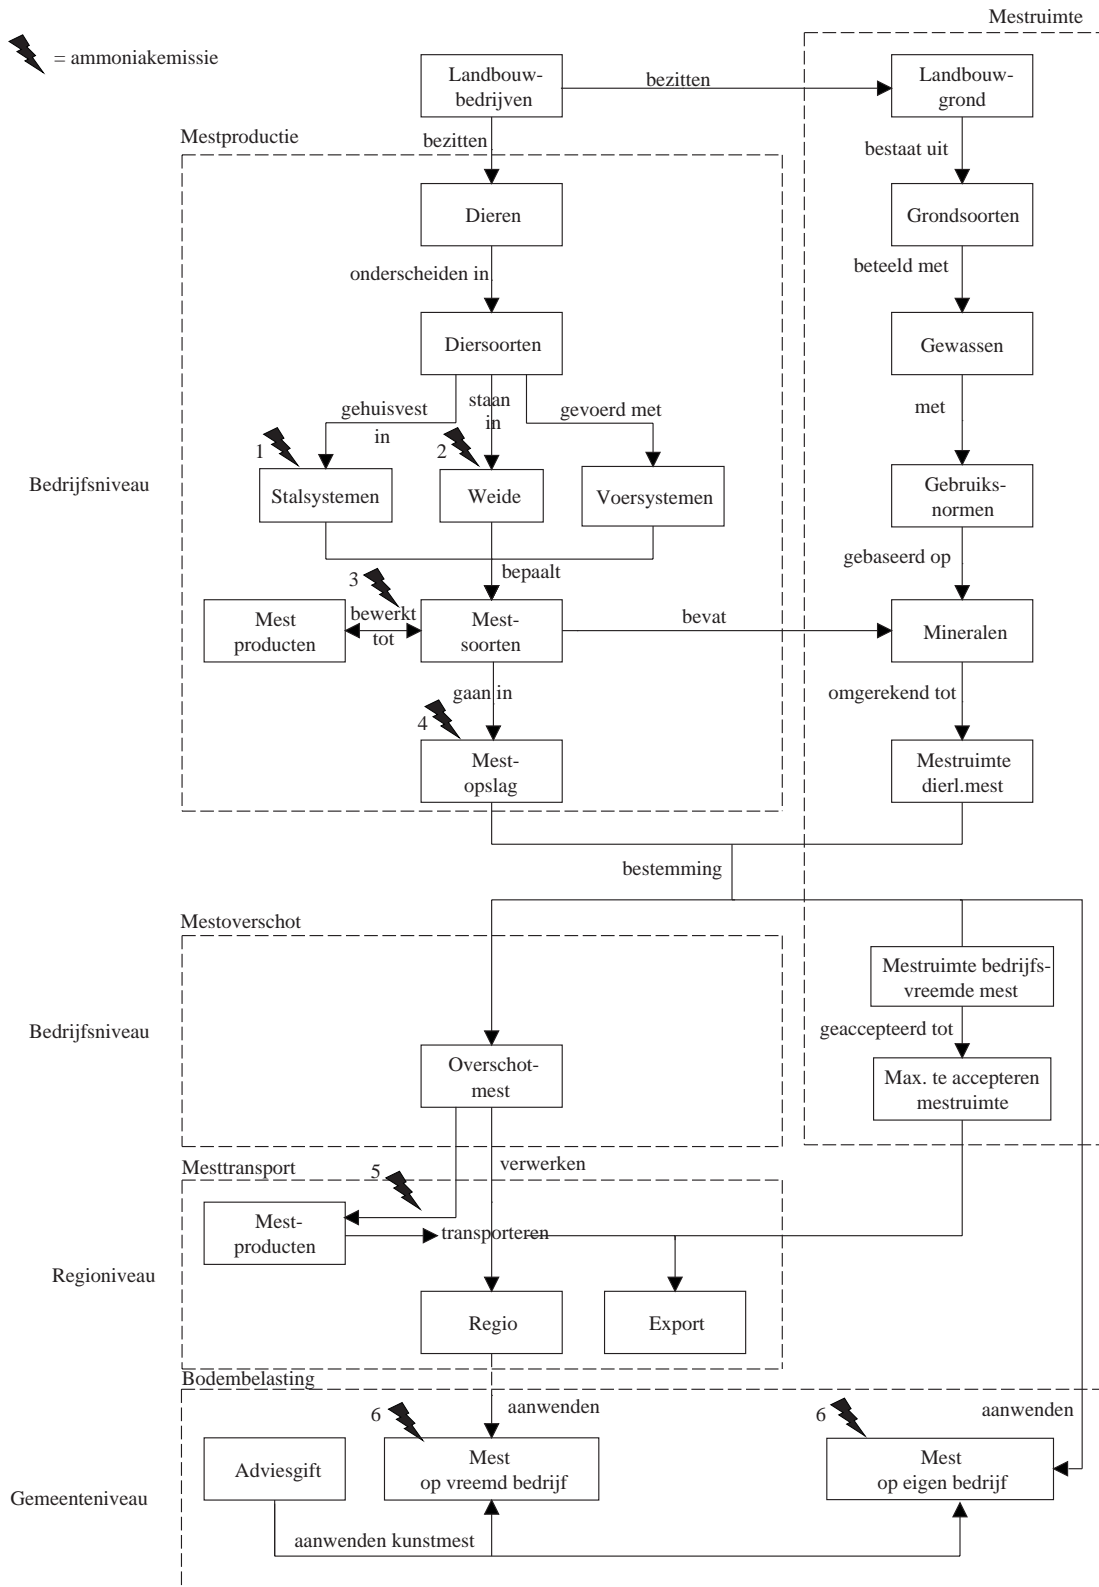 Mestruimte
= ammoniakemissie
Landbouw-
bedrijven
bezitten
Landbouw-
grond
Mestproductie
bezitten
bestaat uit
Dieren
Grondsoorten
onderscheiden in
beteeld met
Diersoorten
Gewassen
gehuisvest
in
staan
in
gevoerd met
met
1
2
Bedrijfsniveau
Stalsystemen
Weide
Voersystemen
Gebruiks-
normen
bepaalt
gebaseerd op
3
Mest
producten
bewerkt
tot
Mest-
soorten
bevat
Mineralen
gaan in
omgerekend tot
4
Mest-
opslag
Mestruimte
dierl.mest
bestemming
Mestoverschot
Mestruimte bedrijfs-
vreemde mest
Bedrijfsniveau
geaccepteerd tot
Overschot-
mest
Max. te accepteren
mestruimte
Mesttransport
5
verwerken
Mest-
producten
transporteren
Regioniveau
Regio
Export
Bodembelasting
6
aanwenden
6
aanwenden
Adviesgift
Mest
op vreemd bedrijf
Mest
op eigen bedrijf
Gemeenteniveau
aanwenden kunstmest